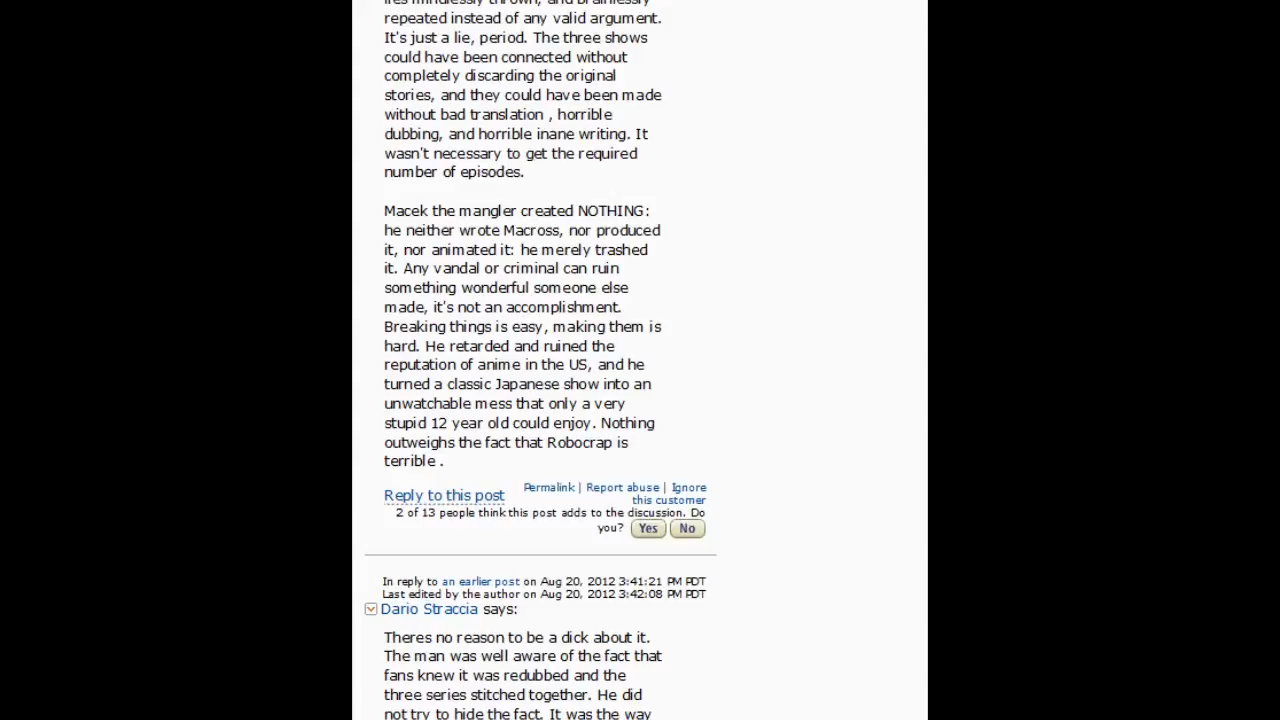 lies mindlessly thrown, and brainlessly
repeated instead of any valid argument.
It's just a lie, period. The three shows
could have been connected without
completely discarding the original
stories, and they could have been made
without bad translation , horrible
dubbing, and horrible inane writing. It
wasn't necessary to get the required
number of episodes.
Macek the mangler created NOTHING:
he neither wrote Macross, nor produced
it, nor animated it: he merely trashed
it. Any vandal or criminal can ruin
something wonderful someone else
made, it's not an accomplishment.
Breaking things is easy, making them is
hard. He retarded and ruined the
reputation of anime in the US, and he
turned a classic Japanese show into an
unwatchable mess that only a very
stupid 12 year old could enjoy. Nothing
outweighs the fact that Robocrap is
terrible .
Reply to this post Permalink | Report abuse | Ignore
this customer
2 of 13 people think this post adds to the discussion. Do
you? Yes No
In reply to an earlier post on Aug 20, 2012 3:41:21 PM PDT
Last edited by the author on Aug 20, 2012 3:42:08 PM PDT
Dario Straccia says:
Theres no reason to be a dick about it.
The man was well aware of the fact that
fans knew it was redubbed and the
three series stitched together. He did
not try to hide the fact. It was the way